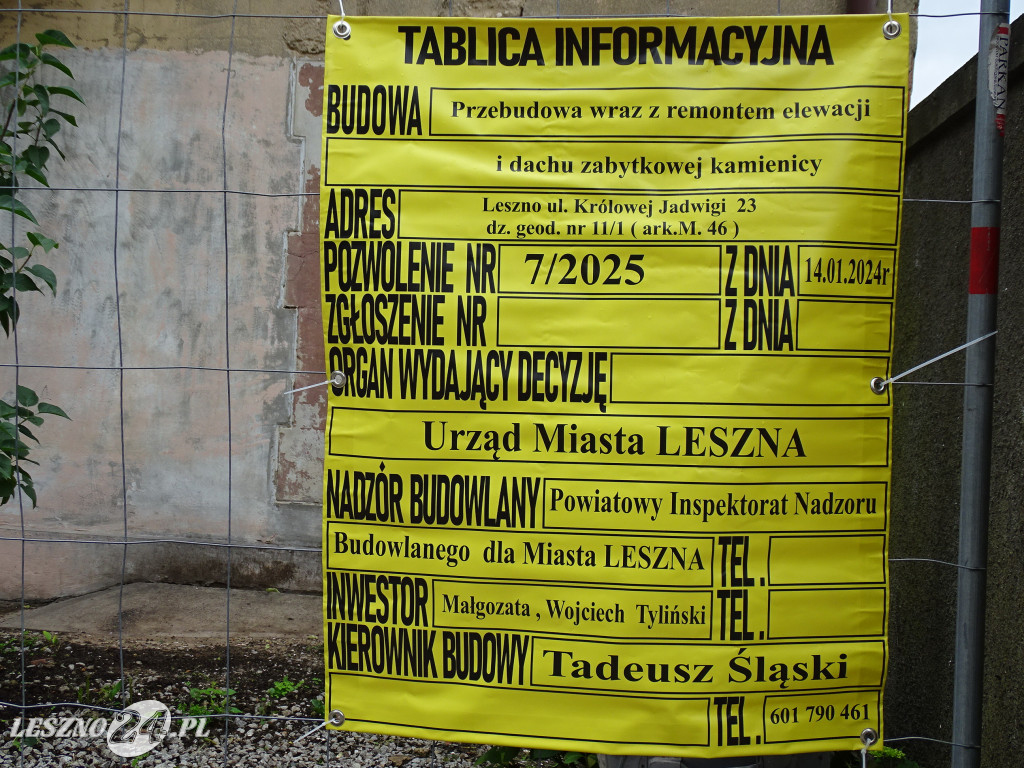 TABLICA INFORMACYJNA
BUDOWA Przebudowa wraz z remontem elewacji
i dachu zabytkowej kamienicy
ADRES Leszno ul. Królowej Jadwigi 23
dz. geod. nr 11/1 ( ark.M. 46 )
POZWOLENIE NR 7/2025 Z DNIA 14.01.2024r
ZGŁOSZENIE NR Z DNIA
ORGAN WYDAJĄCY DECYZJĘ
Urząd Miasta LESZNA
NADZÓR BUDOWLANY Powiatowy Inspektorat Nadzoru
Budowlanego dla Miasta LESZNA TEL.
INWESTOR Małgozata , Wojciech Tyliński TEL.
KIEROWNIK BUDOWY Tadeusz Śląski
TEL. 601 790 461
LESZNO24.PL